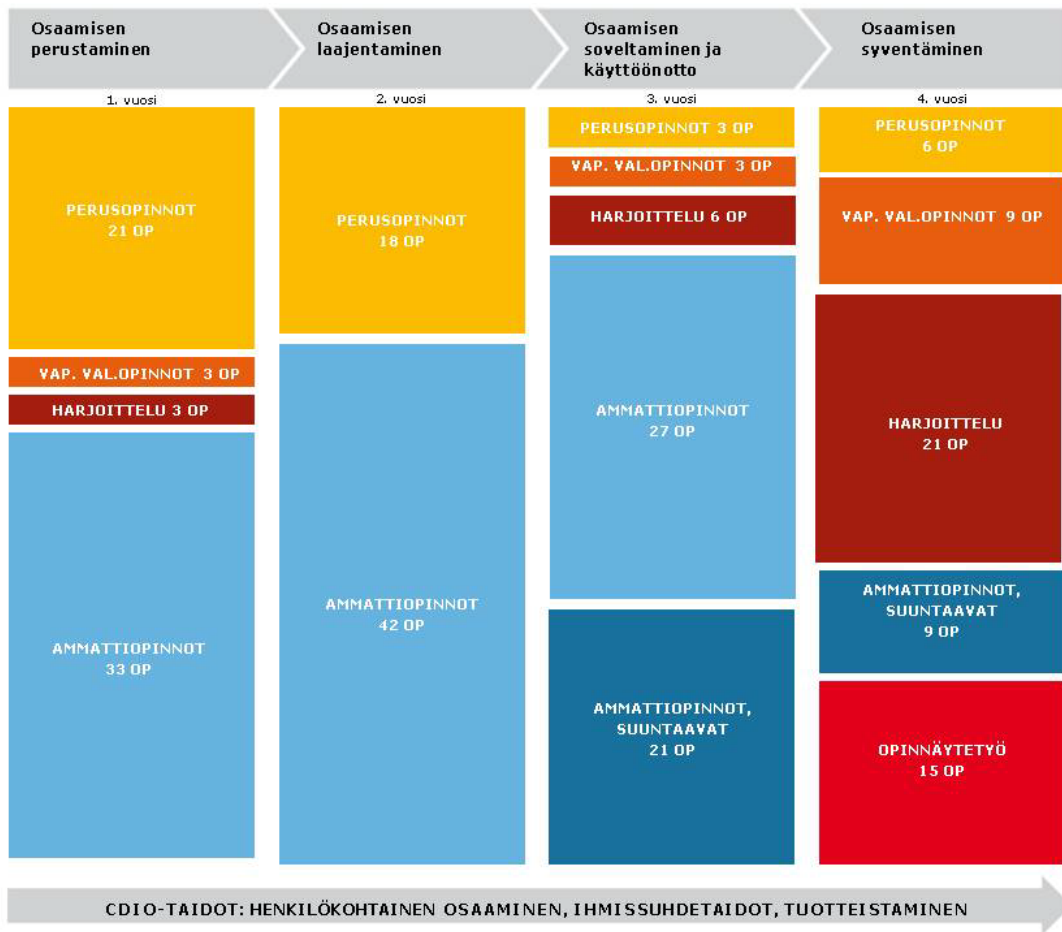 Osaamisen
perustaminen
Osaamisen
laajentaminen
Osaamisen
soveltaminen ja
käyttöönotto
Osaamisen
syventäminen
1. vuosi
PERUSOPINNOT
21 OP
VAP. VAL.OPINNOT 3 OP
HARJOITTELU 3 OP
AMMATTIOPINNOT
33 OP
2. vuosi
PERUSOPINNOT
18 OP
AMMATTIOPINNOT
42 OP
3. vuosi
PERUSOPINNOT 3 OP
VAP. VAL.OPINNOT 3 OP
HARJOITTELU 6 OP
AMMATTIOPINNOT
27 OP
AMMATTIOPINNOT,
SUUNTAAVAT
21 OP
4. vuosi
PERUSOPINNOT
6 OP
VAP. VAL.OPINNOT 9 OP
HARJOITTELU
21 OP
AMMATTIOPINNOT,
SUUNTAAVAT
9 OP
OPINNÄYTETYÖ
15 OP
CDIO-TAIDOT: HENKILÖKOHTAINEN OSAAMINEN, IHMISSUHDETAIDOT, TUOTTEISTAMINEN